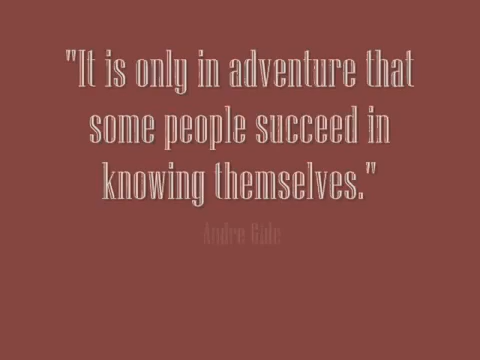 "It is only in adventure that
some people succeed in
knowing themselves."
Andre Gide